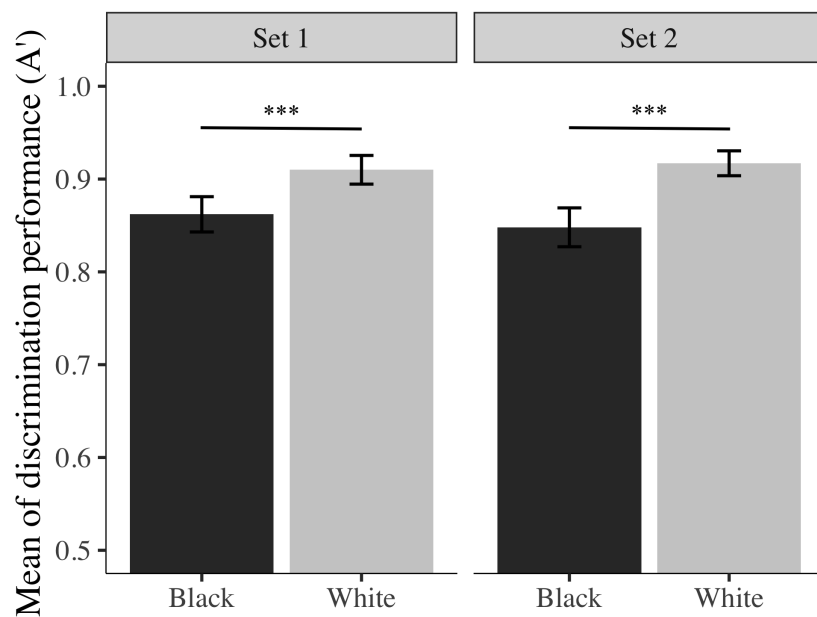 Set 1
Set 2
Mean of discrimination performance (A')
1.0
0.9
0.8
0.7
0.6
0.5
***
***
Black
White
Black
White